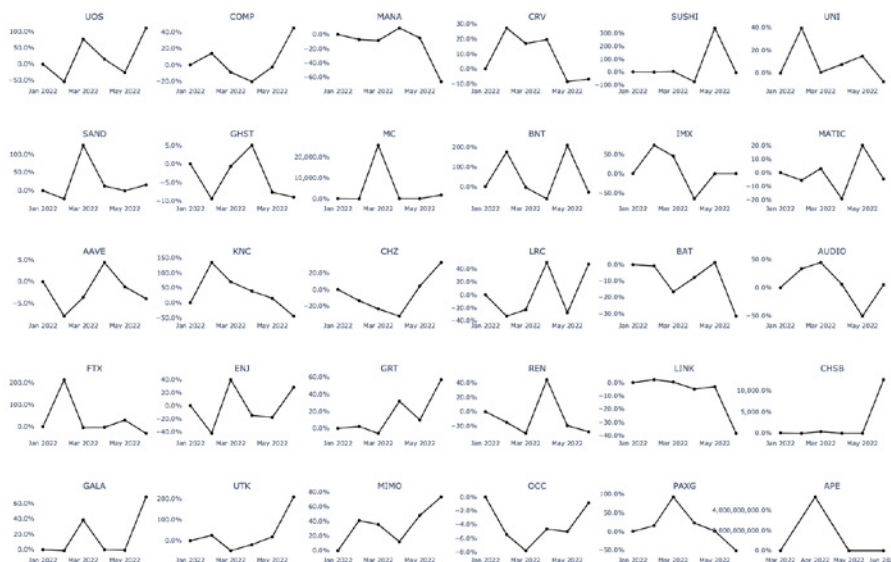 UOS COMP MANA CRV SUSHI UNI
100.0% 50.0% 0.0% -50.0%
40.0% 20.0% 0.0% -20.0%
0.0% -20.0% -40.0% -60.0%
30.0% 20.0% 10.0% 0.0% -10.0%
300.0% 200.0% 100.0% 0.0% -100.0%
40.0% 20.0% 0.0%
Jan 2022 Mar 2022 May 2022 Jan 2022 Mar 2022 May 2022 Jan 2022 Mar 2022 May 2022 Jan 2022 Mar 2022 May 2022 Jan 2022 Mar 2022 May 2022 Jan 2022 Mar 2022 May 2022
SAND GHST MC BNT IMX MATIC
100.0% 50.0% 0.0%
5.0% 0.0% -5.0% -10.0%
20,000.0% 10,000.0% 0.0%
200.0% 100.0% 0.0%
50.0% 0.0% -50.0%
20.0% 10.0% 0.0% -10.0% -20.0%
Jan 2022 Mar 2022 May 2022 Jan 2022 Mar 2022 May 2022 Jan 2022 Mar 2022 May 2022 Jan 2022 Mar 2022 May 2022 Jan 2022 Mar 2022 May 2022 Jan 2022 Mar 2022 May 2022
AAVE KNC CHZ LRC BAT AUDIO
5.0% 0.0% -5.0%
150.0% 100.0% 50.0% 0.0% -50.0%
20.0% 0.0% -20.0%
40.0% 20.0% 0.0% -20.0% -40.0%
0.0% -10.0% -20.0% -30.0%
50.0% 0.0% -50.0%
Jan 2022 Mar 2022 May 2022 Jan 2022 Mar 2022 May 2022 Jan 2022 Mar 2022 May 2022 Jan 2022 Mar 2022 May 2022 Jan 2022 Mar 2022 May 2022 Jan 2022 Mar 2022 May 2022
FTX ENJ GRT REN LINK CHSB
200.0% 100.0% 0.0%
40.0% 20.0% 0.0% -20.0% -40.0%
60.0% 40.0% 20.0% 0.0%
40.0% 20.0% 0.0% -20.0%
0.0% -10.0% -20.0% -30.0% -40.0%
10,000.0% 5,000.0% 0.0%
Jan 2022 Mar 2022 May 2022 Jan 2022 Mar 2022 May 2022 Jan 2022 Mar 2022 May 2022 Jan 2022 Mar 2022 May 2022 Jan 2022 Mar 2022 May 2022 Jan 2022 Mar 2022 May 2022
GALA UTK MIMO OCC PAXG APE
60.0% 40.0% 20.0% 0.0%
200.0% 100.0% 0.0%
80.0% 60.0% 40.0% 20.0% 0.0%
0.0% -2.0% -4.0% -6.0% -8.0%
100.0% 50.0% 0.0% -50.0%
0.0%
Jan 2022 Mar 2022 May 2022 Jan 2022 Mar 2022 May 2022 Jan 2022 Mar 2022 May 2022 Jan 2022 Mar 2022 May 2022 Jan 2022 Mar 2022 May 2022 Mar 2022 Apr 2022 May 2022